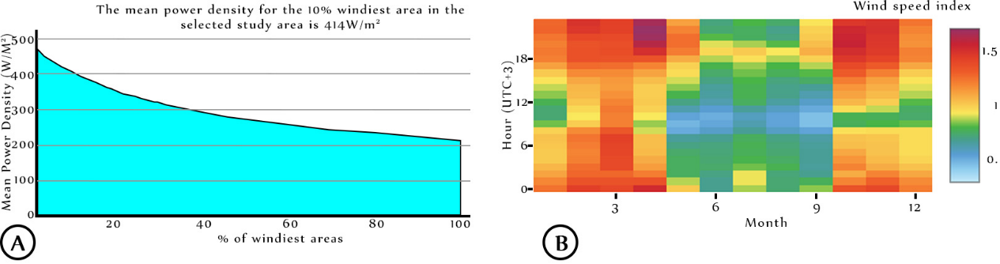 The mean power density for the 10% windiest area in the
selected study area is 414W/m²
Mean Power Density (W/M²)
500
400
300
200
100
0
20
40
60
80
100
% of windiest areas
A
Wind speed index
Hour (UTC+3)
18
12
6
0
3
6
9
12
Month
1.5
1
0.
B